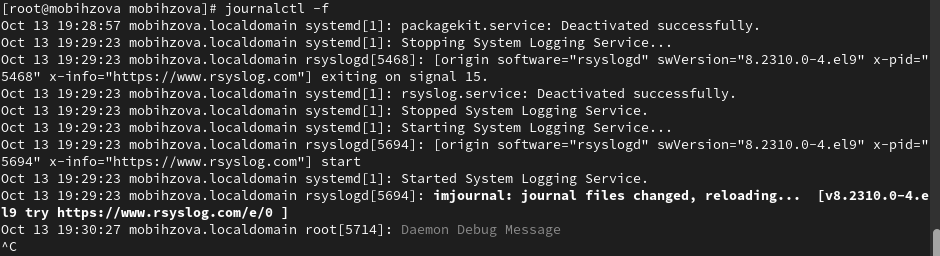 [root@mobihzova mobihzova]# journalctl -f
Oct 13 19:28:57 mobihzova.localdomain systemd[1]: packagekit.service: Deactivated successfully.
Oct 13 19:29:23 mobihzova.localdomain systemd[1]: Stopping System Logging Service...
Oct 13 19:29:23 mobihzova.localdomain rsyslogd[5468]: [origin software="rsyslogd" swVersion="8.2310.0-4.el9" x-pid="
5468" x-info="https://www.rsyslog.com"] exiting on signal 15.
Oct 13 19:29:23 mobihzova.localdomain systemd[1]: rsyslog.service: Deactivated successfully.
Oct 13 19:29:23 mobihzova.localdomain systemd[1]: Stopped System Logging Service.
Oct 13 19:29:23 mobihzova.localdomain systemd[1]: Starting System Logging Service...
Oct 13 19:29:23 mobihzova.localdomain rsyslogd[5694]: [origin software="rsyslogd" swVersion="8.2310.0-4.el9" x-pid="
5694" x-info="https://www.rsyslog.com"] start
Oct 13 19:29:23 mobihzova.localdomain systemd[1]: Started System Logging Service.
Oct 13 19:29:23 mobihzova.localdomain rsyslogd[5694]: imjournal: journal files changed, reloading...  [v8.2310.0-4.e
l9 try https://www.rsyslog.com/e/0 ]
Oct 13 19:30:27 mobihzova.localdomain root[5714]: Daemon Debug Message
^C